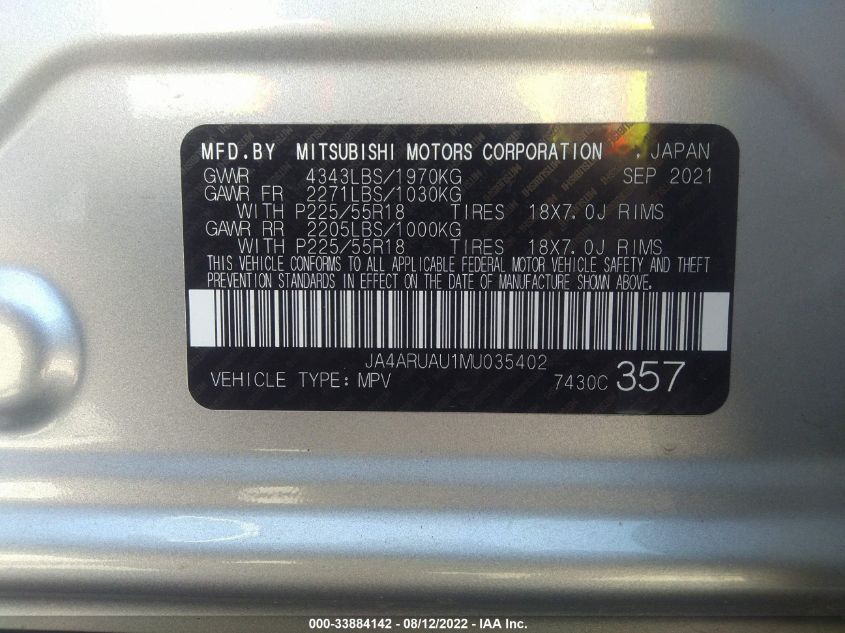 MFD.BY MITSUBISHI MOTORS CORPORATION , JAPAN
GVWR 4343LBS/1970KG SEP 2021
GAWR FR 2271LBS/1030KG
WITH P225/55R18 TIRES 18X7.0J RIMS
GAWR RR 2205LBS/1000KG
WITH P225/55R18 TIRES 18X7.0J RIMS
THIS VEHICLE CONFORMS TO ALL APPLICABLE FEDERAL MOTOR VEHICLE SAFETY AND THEFT
PREVENTION STANDARDS IN EFFECT ON THE DATE OF MANUFACTURE SHOWN ABOVE.
JA4ARUAU1MU035402
VEHICLE TYPE: MPV 7430C 357
000-33884142 - 08/12/2022 - IAA Inc.